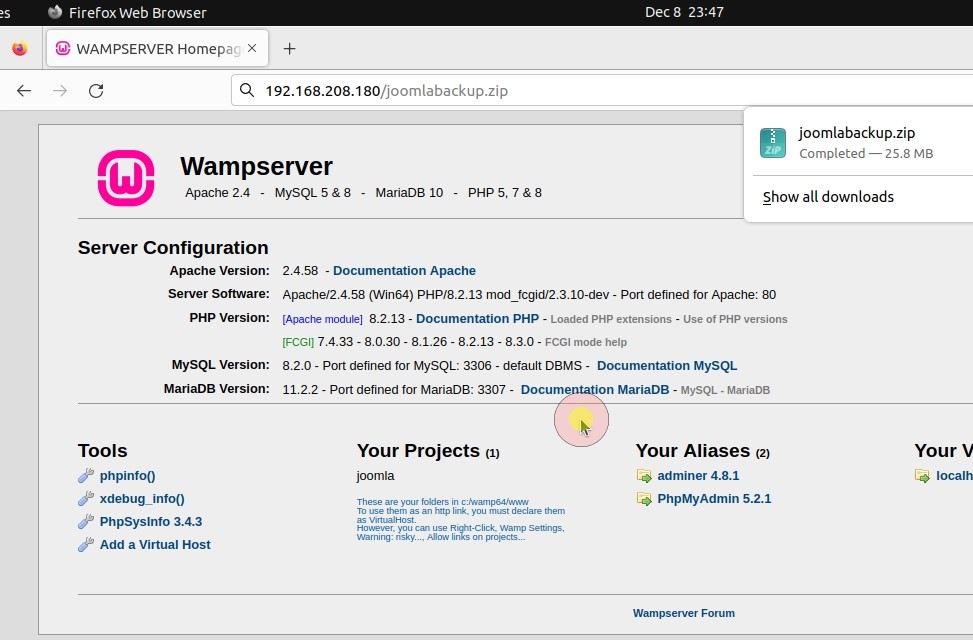 es Firefox Web Browser Dec 8 23:47
WAMPSERVER Homepag
192.168.208.180/joomlabackup.zip
joomlabackup.zip
ZIP
Completed — 25.8 MB
Show all downloads
Wampserver
Apache 2.4 - MySQL 5 & 8 - MariaDB 10 - PHP 5, 7 & 8
Server Configuration
Apache Version: 2.4.58 - Documentation Apache
Server Software: Apache/2.4.58 (Win64) PHP/8.2.13 mod_fcgid/2.3.10-dev - Port defined for Apache: 80
PHP Version: [Apache module] 8.2.13 - Documentation PHP - Loaded PHP extensions - Use of PHP versions
[FCGI] 7.4.33 - 8.0.30 - 8.1.26 - 8.2.13 - 8.3.0 - FCGI mode help
MySQL Version: 8.2.0 - Port defined for MySQL: 3306 - default DBMS - Documentation MySQL
MariaDB Version: 11.2.2 - Port defined for MariaDB: 3307 - Documentation MariaDB - MySQL - MariaDB
Tools
phpinfo()
xdebug_info()
PhpSysInfo 3.4.3
Add a Virtual Host
Your Projects (1)
joomla
These are your folders in c:/wamp64/www
To use them as an http link, you must declare them
as VirtualHost.
However, you can use Right-Click, Wamp Settings,
Warning: risky..., Allow links on projects...
Your Aliases (2)
adminer 4.8.1
PhpMyAdmin 5.2.1
Your V
localh
Wampserver Forum